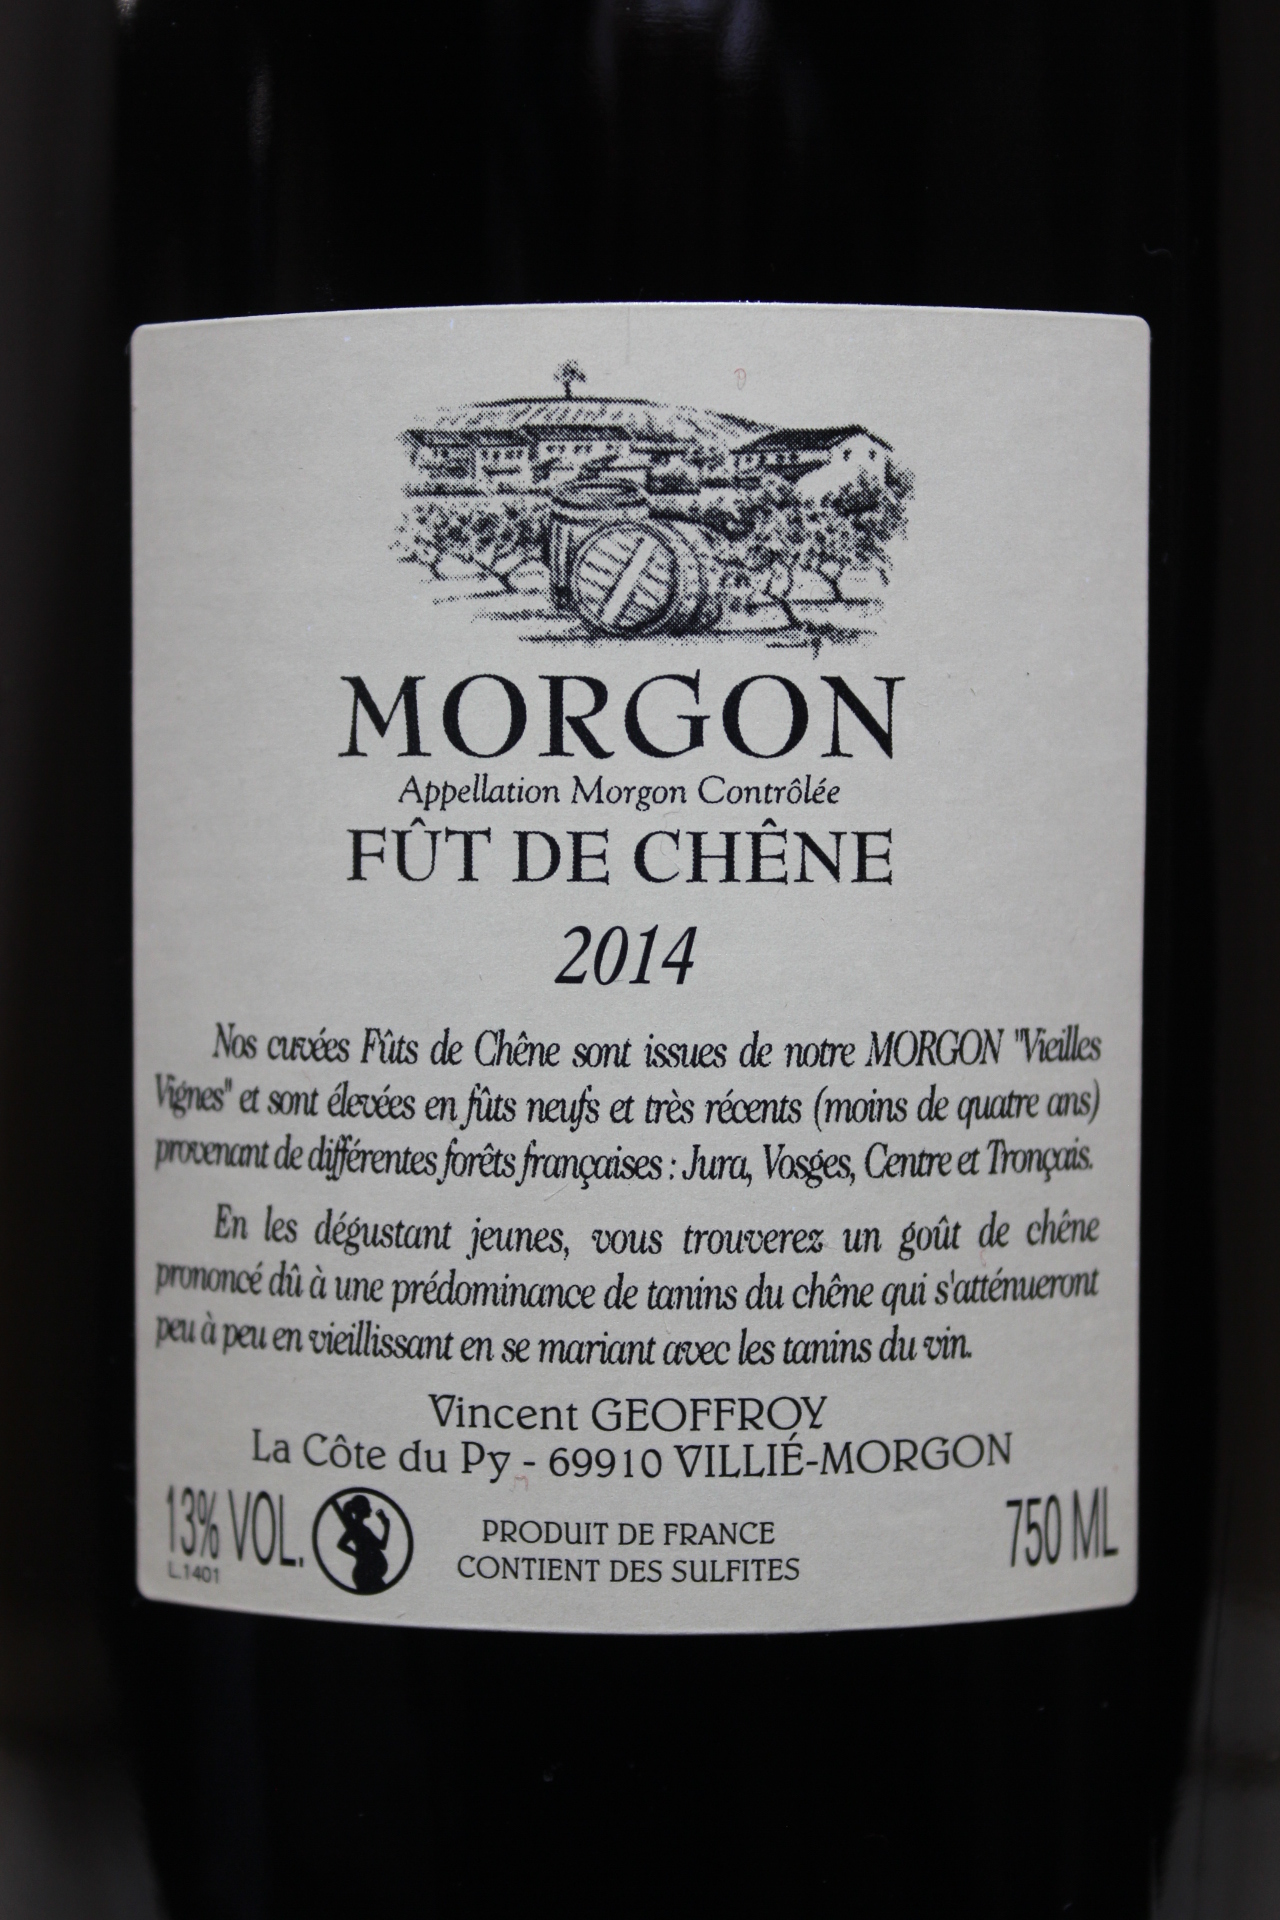 MORGON
Appellation Morgon Contrôlée
FÛT DE CHÊNE
2014
Nos cuvées Fûts de Chêne sont issues de notre MORGON "Vieilles
Vignes" et sont élevées en fûts neufs et très récents (moins de quatre ans)
provenant de différentes forêts françaises : Jura, Vosges, Centre et Tronçais.
En les dégustant jeunes, vous trouverez un goût de chêne
prononcé dû à une prédominance de tanins du chêne qui s'atténueront
peu à peu en vieillissant en se mariant avec les tanins du vin.
Vincent GEOFFROY
La Côte du Py - 69910 VILLIÉ-MORGON
13% VOL.
L.1401
PRODUIT DE FRANCE
CONTIENT DES SULFITES
750 ML